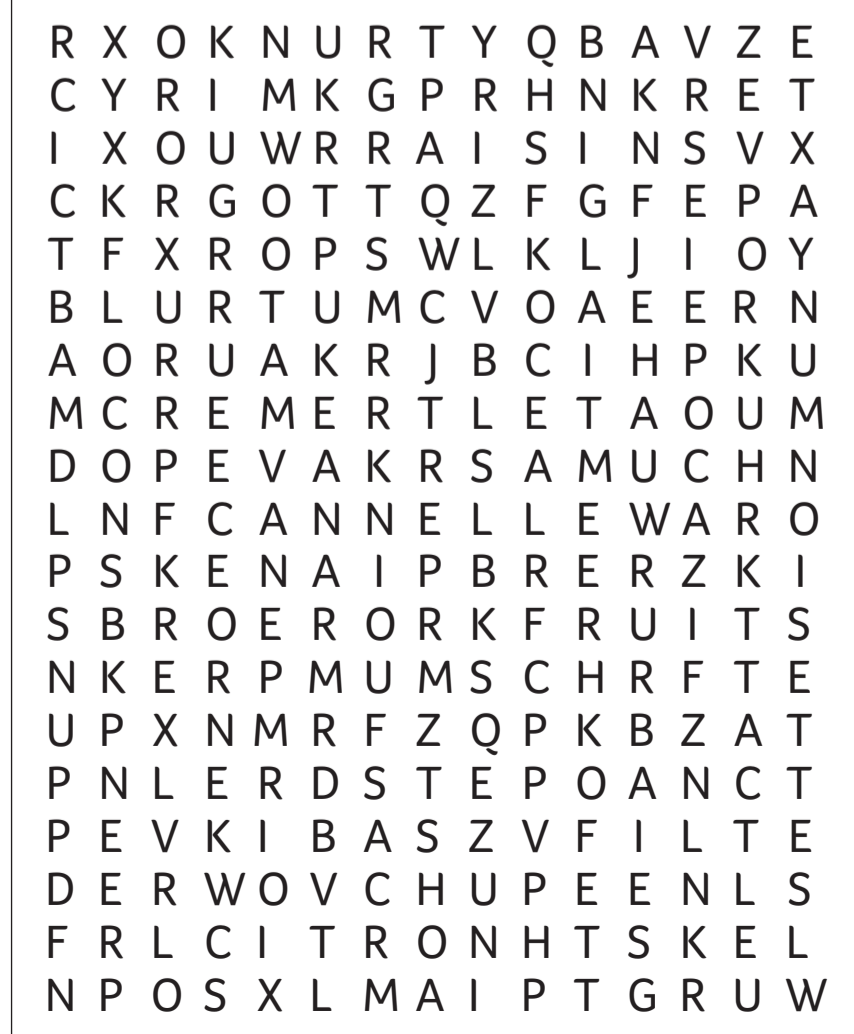 R X O K N U R T Y Q B A V Z E
C Y R I M K G P R H N K R E T
I X O U W R R A I S I N S V X
C K R G O T T Q Z F G F E P A
T F X R O P S W L K L J I O Y
B L U R T U M C V O A E E R N
A O R U A K R J B C I H P K U
M C R E M E R T L E T A O U M
D O P E V A K R S A M U C H N
L N F C A N N E L L E W A R O
P S K E N A I P B R E R Z K I
S B R O E R O R K F R U I T S
N K E R P M U M S C H R F T E
U P X N M R F Z Q P K B Z A T
P N L E R D S T E P O A N C T
P E V K I B A S Z V F I L T E
D E R W O V C H U P E E N L S
F R L C I T R O N H T S K E L
N P O S X L M A I P T G R U W